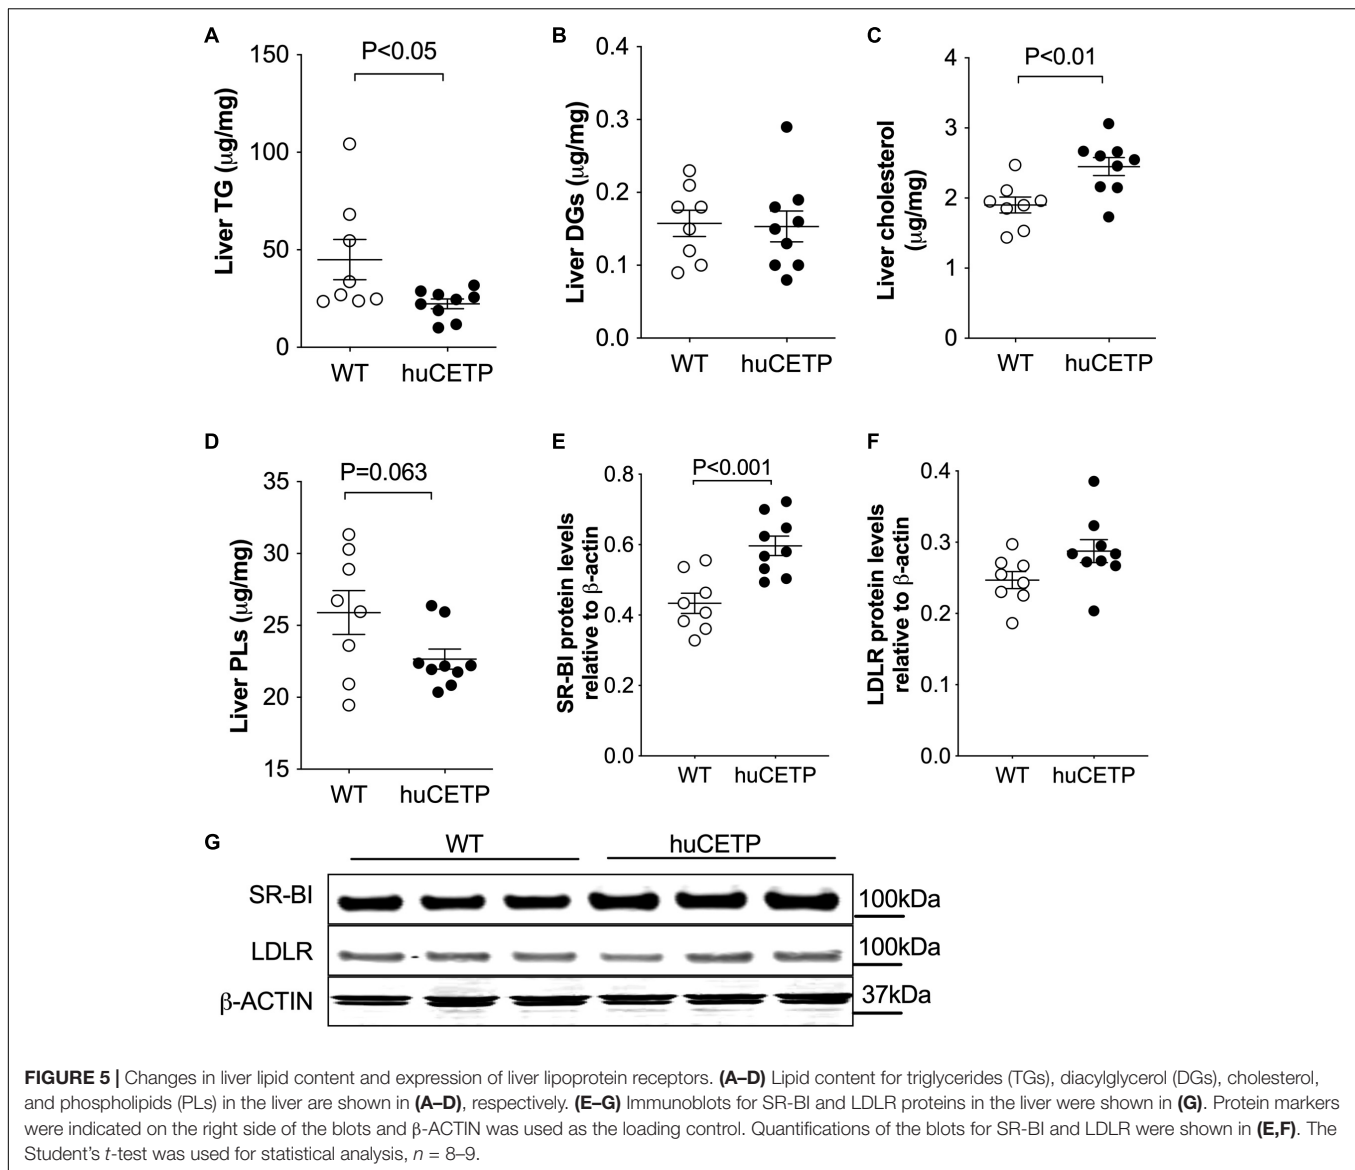 A
P<0.05
150
100
50
0
Liver TG (μg/mg)
WT
huCETP
B
0.4
0.3
0.2
0.1
0.0
Liver DGs (μg/mg)
WT
huCETP
C
P<0.01
4
3
2
1
0
Liver cholesterol
(μg/mg)
WT
huCETP
D
P=0.063
35
30
25
20
15
Liver PLs (μg/mg)
WT
huCETP
E
P<0.001
0.8
0.6
0.4
0.2
0.0
SR-BI protein levels
relative to β-actin
WT
huCETP
F
0.4
0.3
0.2
0.1
0.0
LDLR protein levels
relative to β-actin
WT
huCETP
G
WT
huCETP
SR-BI
100kDa
LDLR
100kDa
β-ACTIN
37kDa
FIGURE 5 | Changes in liver lipid content and expression of liver lipoprotein receptors. (A–D) Lipid content for triglycerides (TGs), diacylglycerol (DGs), cholesterol,
and phospholipids (PLs) in the liver are shown in (A–D), respectively. (E–G) Immunoblots for SR-BI and LDLR proteins in the liver were shown in (G). Protein markers
were indicated on the right side of the blots and β-ACTIN was used as the loading control. Quantifications of the blots for SR-BI and LDLR were shown in (E,F). The
Student's t-test was used for statistical analysis, n = 8–9.